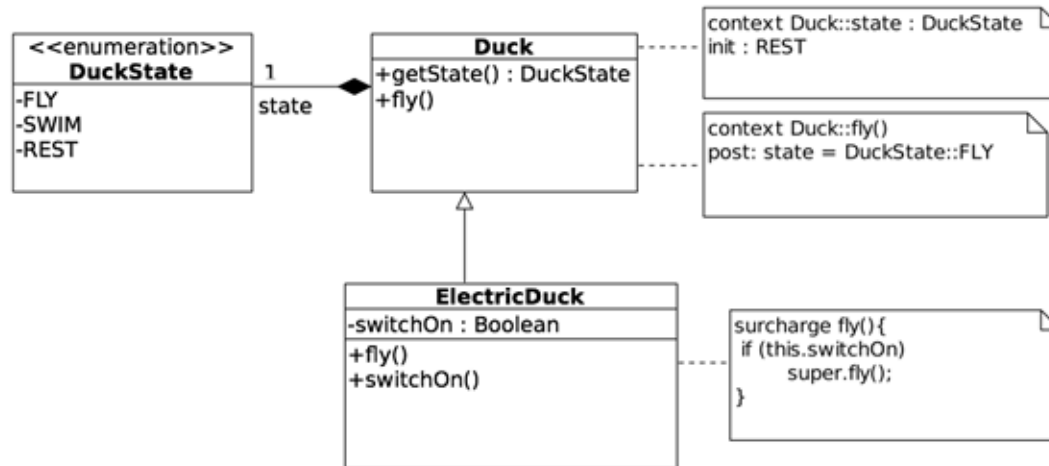 <<enumeration>>
DuckState
-FLY
-SWIM
-REST
1
state
Duck
+getState() : DuckState
+fly()
context Duck::state : DuckState
init : REST
context Duck::fly()
post: state = DuckState::FLY
ElectricDuck
-switchOn : Boolean
+fly()
+switchOn()
surcharge fly(){
if (this.switchOn)
super.fly();
}